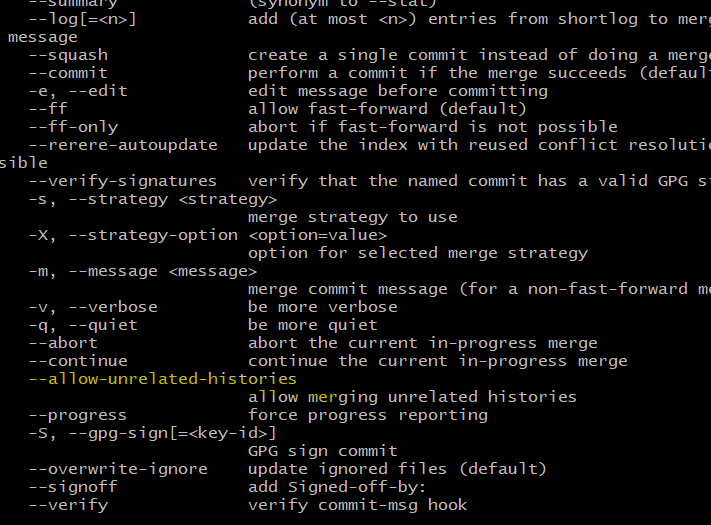 --summary (synonym to --stat)
--log[=<n>] add (at most <n>) entries from shortlog to merg
message
--squash create a single commit instead of doing a merge
--commit perform a commit if the merge succeeds (defaul
-e, --edit edit message before committing
--ff allow fast-forward (default)
--ff-only abort if fast-forward is not possible
--rerere-autoupdate update the index with reused conflict resoluti
sible
--verify-signatures verify that the named commit has a valid GPG si
-s, --strategy <strategy>
merge strategy to use
-X, --strategy-option <option=value>
option for selected merge strategy
-m, --message <message>
merge commit message (for a non-fast-forward me
-v, --verbose be more verbose
-q, --quiet be more quiet
--abort abort the current in-progress merge
--continue continue the current in-progress merge
--allow-unrelated-histories
allow merging unrelated histories
--progress force progress reporting
-S, --gpg-sign[=<key-id>]
GPG sign commit
--overwrite-ignore update ignored files (default)
--signoff add Signed-off-by:
--verify verify commit-msg hook